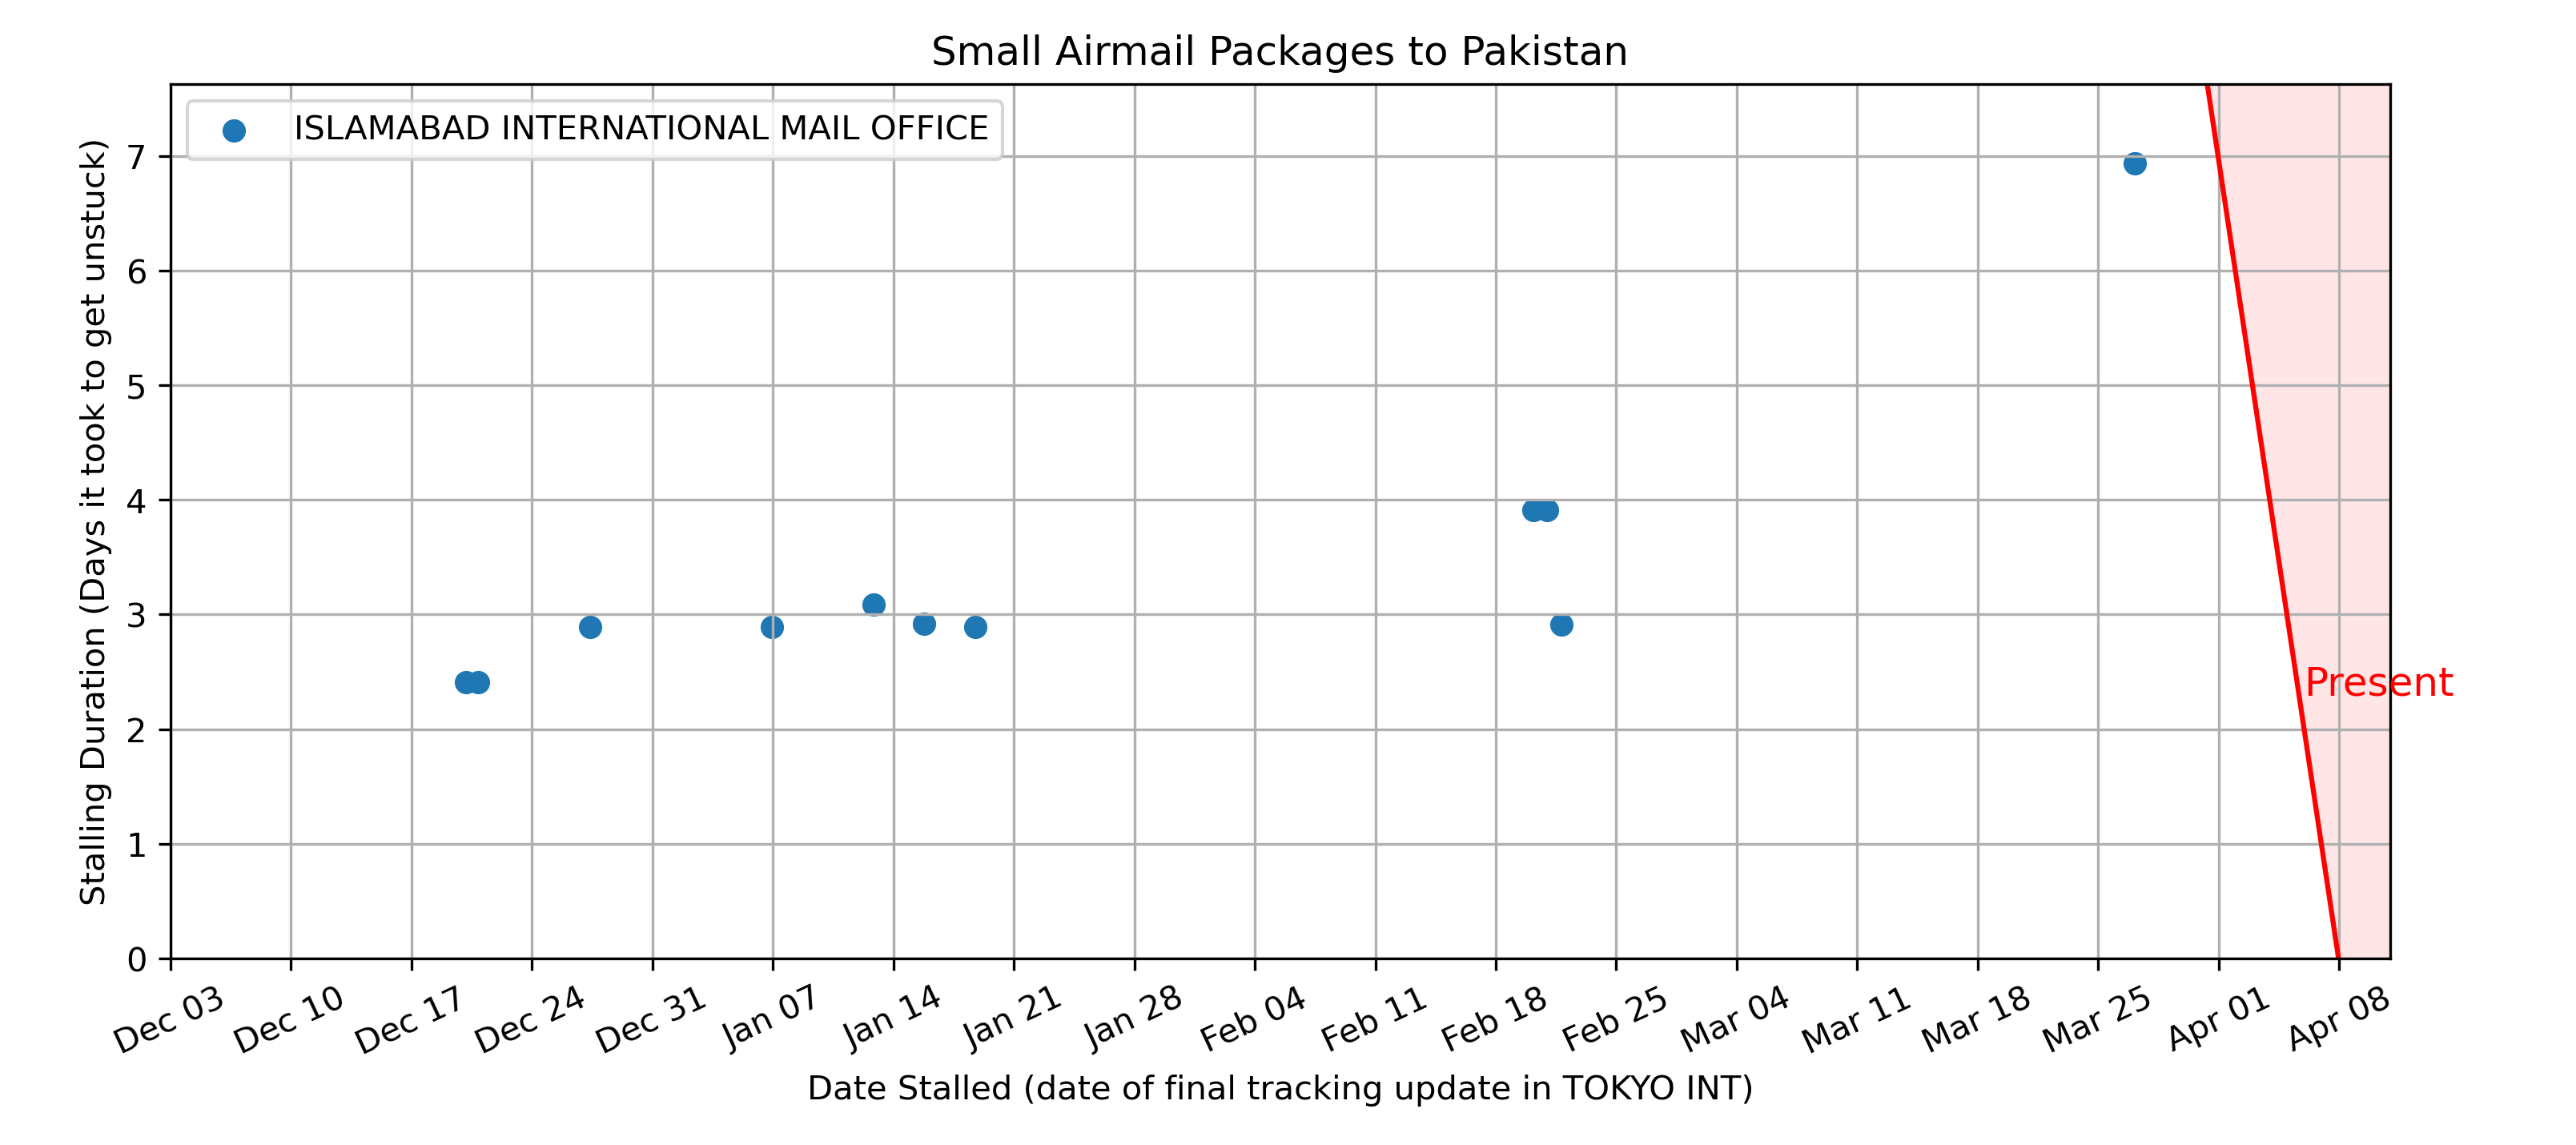 Small Airmail Packages to Pakistan
ISLAMABAD INTERNATIONAL MAIL OFFICE
Stalling Duration (Days it took to get unstuck)
7
6
5
4
3
2
1
0
Present
Dec 03
Dec 10
Dec 17
Dec 24
Dec 31
Jan 07
Jan 14
Jan 21
Jan 28
Feb 04
Feb 11
Feb 18
Feb 25
Mar 04
Mar 11
Mar 18
Mar 25
Apr 01
Apr 08
Date Stalled (date of final tracking update in TOKYO INT)